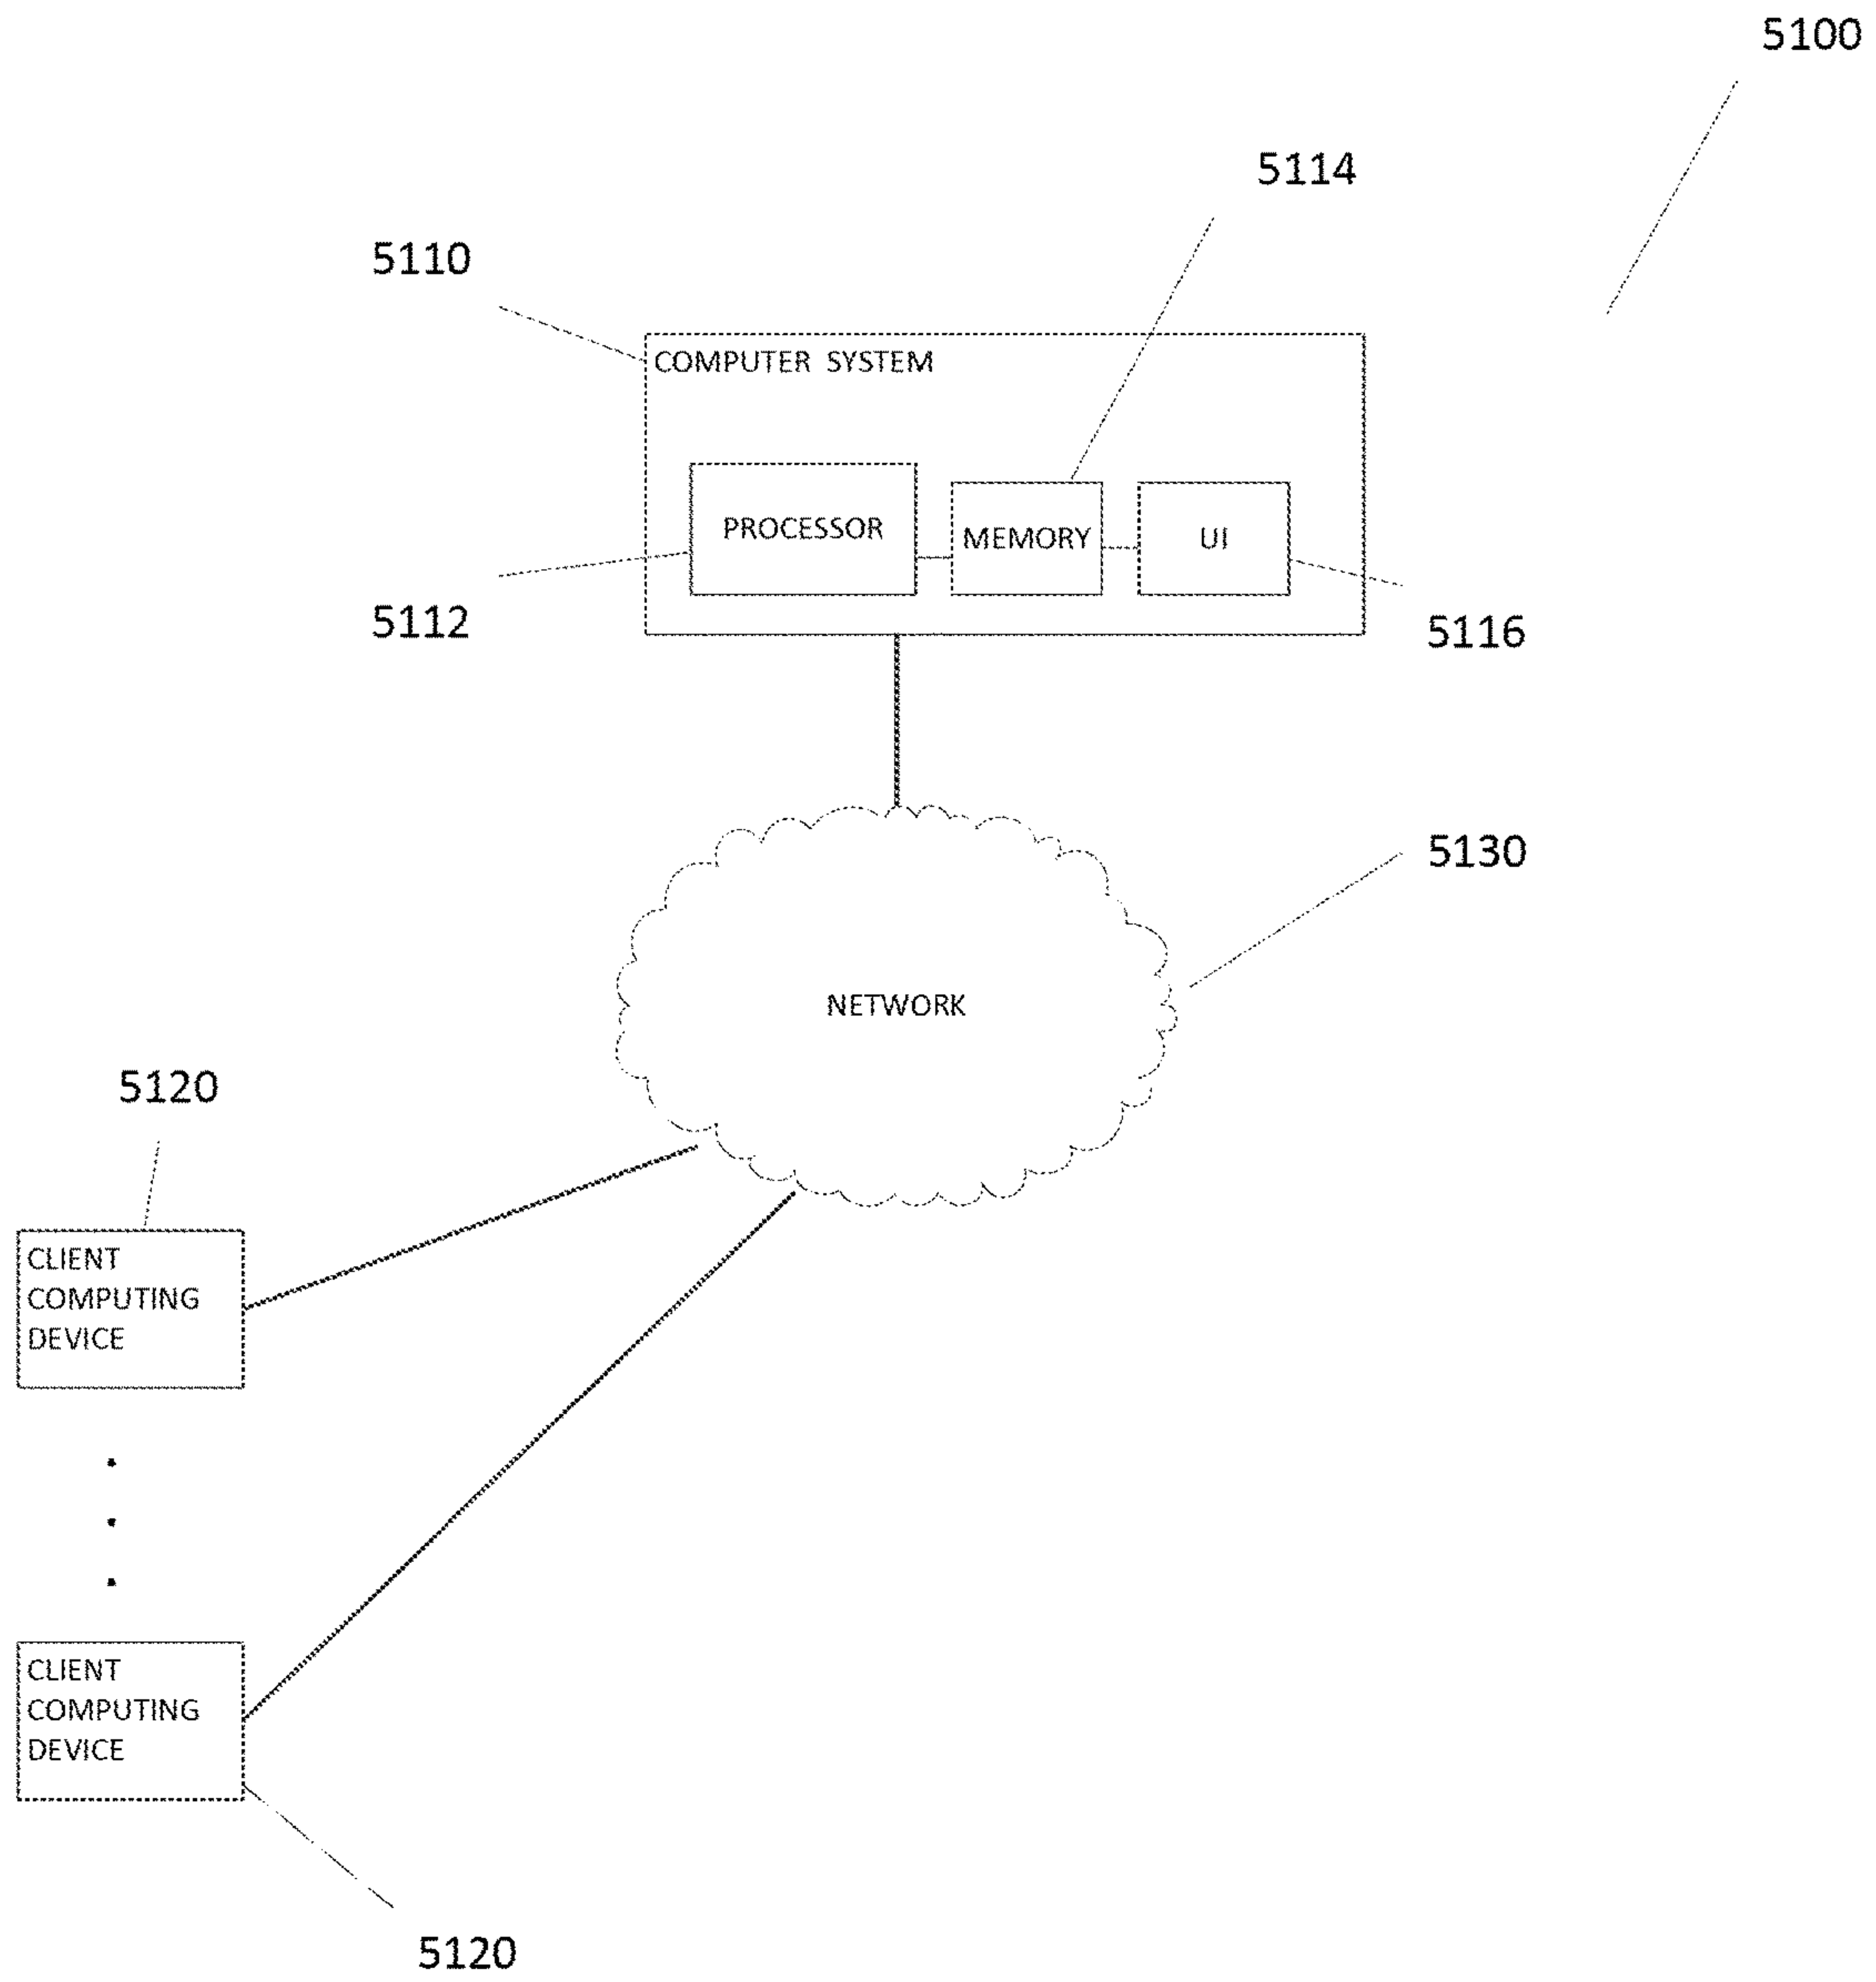 5100
5114
5110
COMPUTER SYSTEM
PROCESSOR
MEMORY
UI
5112
5116
5130
NETWORK
5120
CLIENT
COMPUTING
DEVICE
CLIENT
COMPUTING
DEVICE
5120